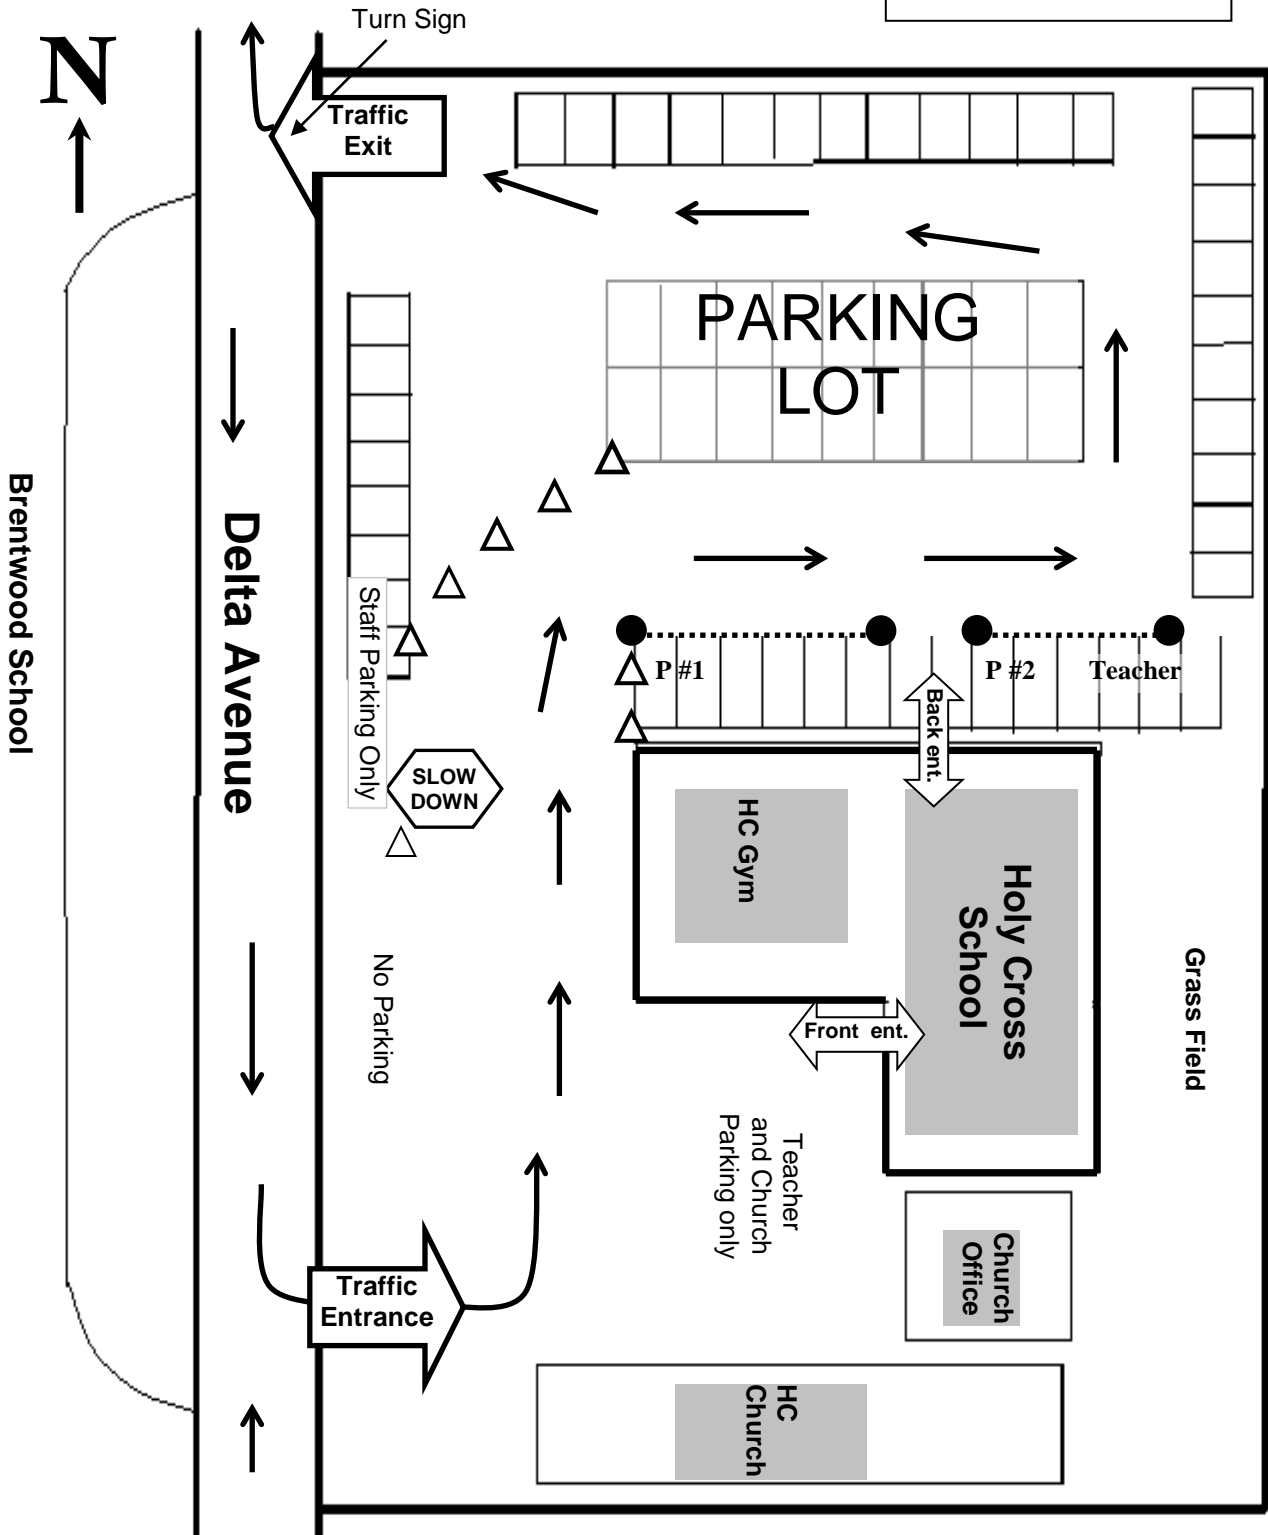 Turn Sign
N
Traffic
Exit
PARKING
LOT
Brentwood School
Delta Avenue
Staff Parking Only
P #1
P #2
Teacher
Back ent.
SLOW
DOWN
HC Gym
Holy Cross
School
Grass Field
No Parking
Front ent.
Teacher
and Church
Parking only
Church
Office
Traffic
Entrance
HC
Church